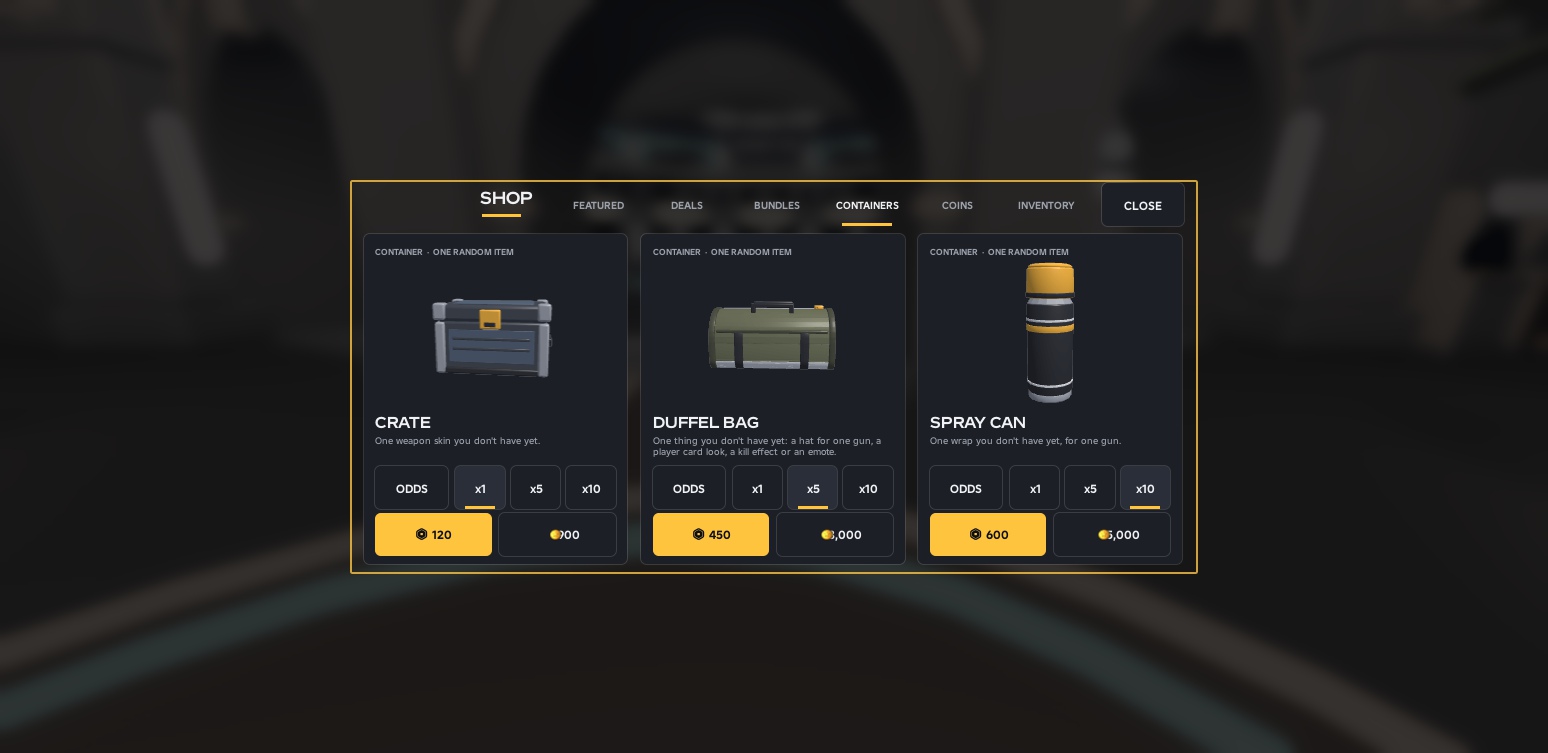 SHOP
FEATURED
DEALS
BUNDLES
CONTAINERS
COINS
INVENTORY
CLOSE
CONTAINER · ONE RANDOM ITEM
CRATE
One weapon skin you don't have yet.
ODDS
x1
x5
x10
120
CONTAINER · ONE RANDOM ITEM
DUFFEL BAG
One thing you don't have yet: a hat for one gun, a
player card look, a kill effect or an emote.
ODDS
x1
x5
x10
450
CONTAINER · ONE RANDOM ITEM
SPRAY CAN
One wrap you don't have yet, for one gun.
ODDS
x1
x5
x10
600